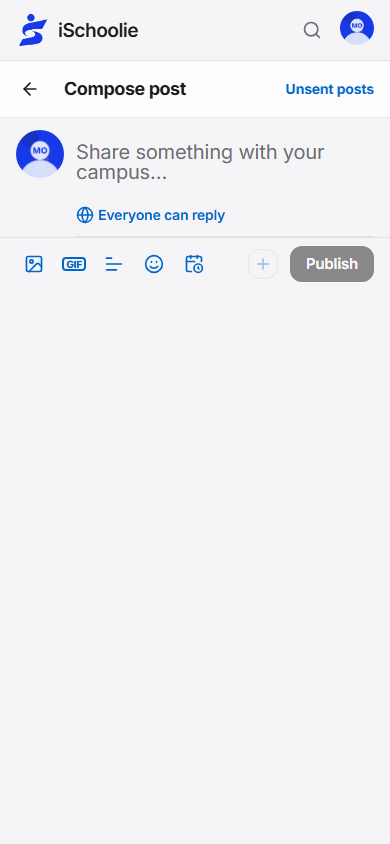 iSchoolie
MO
Compose post
Unsent posts
MO
Share something with your
campus...
Everyone can reply
GIF
Publish